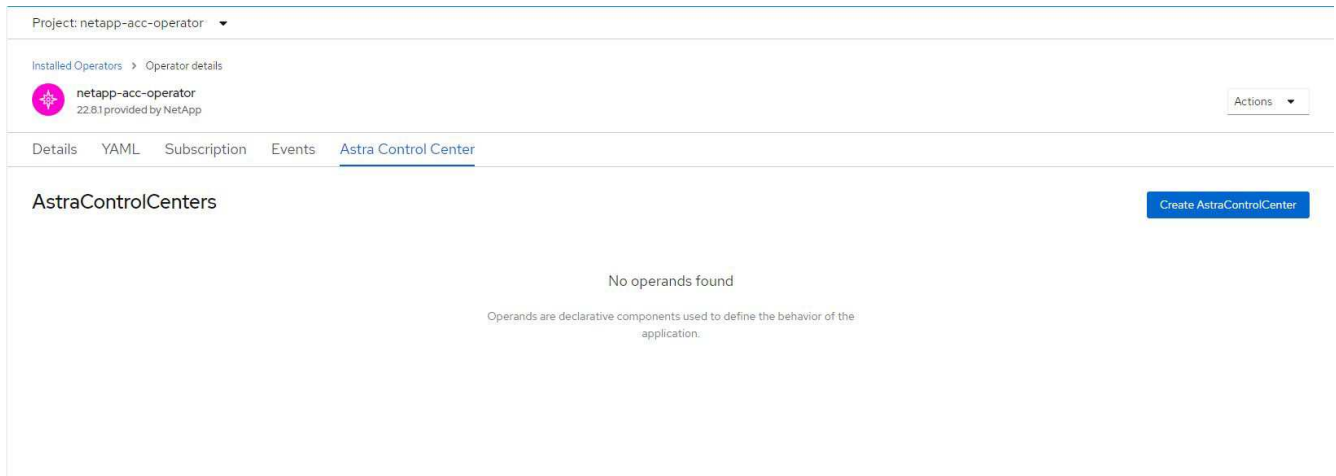 Project: netapp-acc-operator
Installed Operators > Operator details
netapp-acc-operator
22.8.1 provided by NetApp
Actions
Details YAML Subscription Events Astra Control Center
AstraControlCenters
Create AstraControlCenter
No operands found
Operands are declarative components used to define the behavior of the
application.